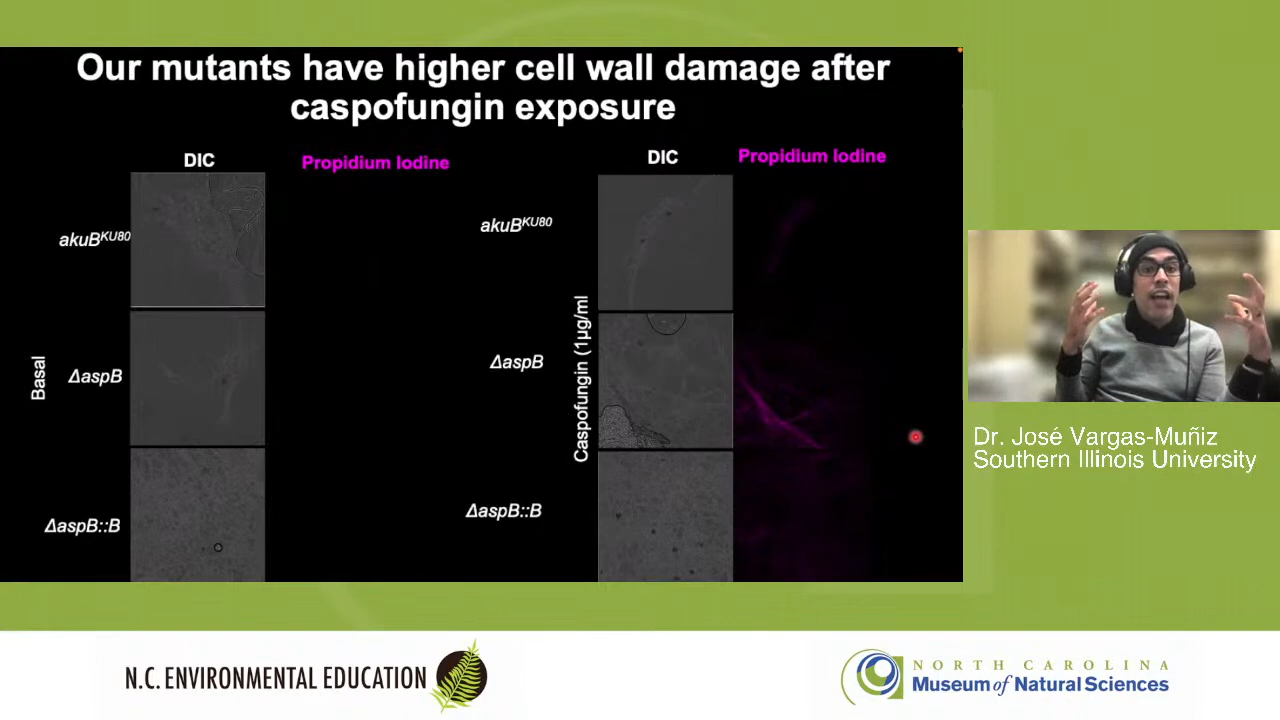 Our mutants have higher cell wall damage after
caspofungin exposure
DIC
Propidium Iodine
DIC
Propidium Iodine
akuBKU80
akuBKU80
Basal
ΔaspB
Caspofungin (1µg/ml
ΔaspB
ΔaspB::B
ΔaspB::B
Dr. José Vargas-Muñiz
Southern Illinois University
N.C. ENVIRONMENTAL EDUCATION
NORTH CAROLINA
Museum of Natural Sciences